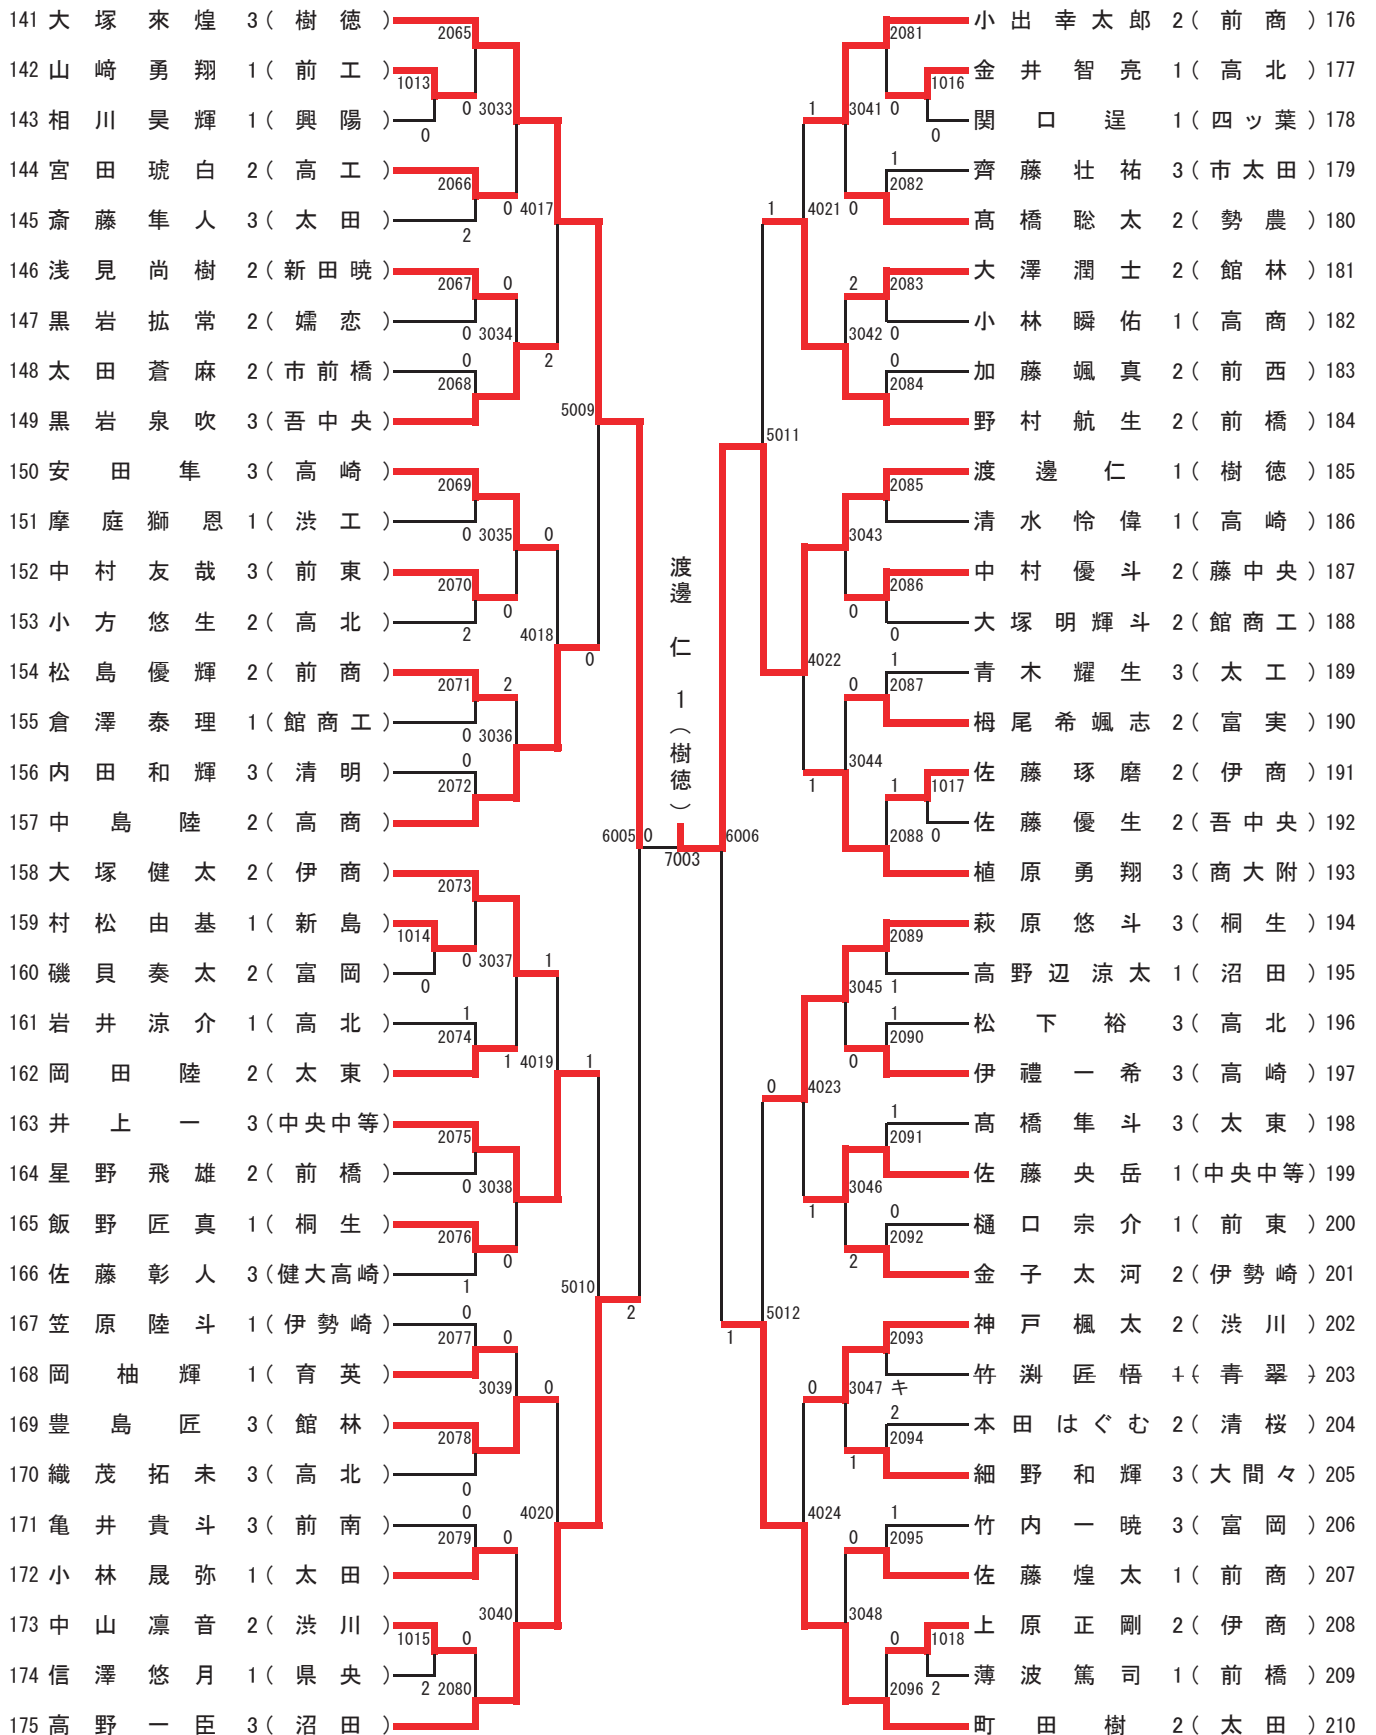 141 大塚來煌 3 ( 樹徳 )
142 山﨑勇翔 1 ( 前工 )
143 相川昊輝 1 ( 興陽 )
144 宮田琥白 2 ( 高工 )
145 斎藤隼人 3 ( 太田 )
146 浅見尚樹 2 ( 新田暁 )
147 黒岩拡常 2 ( 嬬恋 )
148 太田蒼麻 2 ( 市前橋 )
149 黒岩泉吹 3 ( 吾中央 )
150 安田隼 3 ( 高崎 )
151 摩庭獅恩 1 ( 渋工 )
152 中村友哉 3 ( 前東 )
153 小方悠生 2 ( 高北 )
154 松島優輝 2 ( 前商 )
155 倉澤泰理 1 ( 館商工 )
156 内田和輝 3 ( 清明 )
157 中島陸 2 ( 高商 )
158 大塚健太 2 ( 伊商 )
159 村松由基 1 ( 新島 )
160 磯貝奏太 2 ( 富岡 )
161 岩井涼介 1 ( 高北 )
162 岡田陸 2 ( 太東 )
163 井上一 3 ( 中央中等 )
164 星野飛雄 2 ( 前橋 )
165 飯野匠真 1 ( 桐生 )
166 佐藤彰人 3 ( 健大高崎 )
167 笠原陸斗 1 ( 伊勢崎 )
168 岡柚輝 1 ( 育英 )
169 豊島匠 3 ( 館林 )
170 織茂拓未 3 ( 高北 )
171 亀井貴斗 3 ( 前南 )
172 小林晟弥 1 ( 太田 )
173 中山凛音 2 ( 渋川 )
174 信澤悠月 1 ( 県央 )
175 高野一臣 3 ( 沼田 )
2065
1013
0
0
3033
2066
2
0
4017
2067
0
0
3034
0
2068
2
5009
2069
0
3035
0
2070
2
0
4018
0
2071
2
0
3036
0
2072
6005
0
2073
1014
0
0
3037
1
1
2074
1
4019
1
2075
0
3038
2076
1
0
5010
2
0
2077
0
3039
0
2078
0
4020
0
2079
0
3040
1015
0
2
2080
渡邊 仁 1 (樹徳)
7003
小出幸太郎 2 ( 前商 ) 176
金井智亮 1 ( 高北 ) 177
関口逞 1 ( 四ッ葉 ) 178
齊藤壮祐 3 ( 市太田 ) 179
髙橋聡太 2 ( 勢農 ) 180
大澤潤士 2 ( 館林 ) 181
小林瞬佑 1 ( 高商 ) 182
加藤颯真 2 ( 前西 ) 183
野村航生 2 ( 前橋 ) 184
渡邊仁 1 ( 樹徳 ) 185
清水怜偉 1 ( 高崎 ) 186
中村優斗 2 ( 藤中央 ) 187
大塚明輝斗 2 ( 館商工 ) 188
青木耀生 3 ( 太工 ) 189
栂尾希颯志 2 ( 富実 ) 190
佐藤琢磨 2 ( 伊商 ) 191
佐藤優生 2 ( 吾中央 ) 192
植原勇翔 3 ( 商大附 ) 193
萩原悠斗 3 ( 桐生 ) 194
高野辺涼太 1 ( 沼田 ) 195
松下裕 3 ( 高北 ) 196
伊禮一希 3 ( 高崎 ) 197
髙橋隼斗 3 ( 太東 ) 198
佐藤央岳 1 ( 中央中等 ) 199
樋口宗介 1 ( 前東 ) 200
金子太河 2 ( 伊勢崎 ) 201
神戸楓太 2 ( 渋川 ) 202
竹渕匠悟 1 ( 青翠 ) 203
本田はぐむ 2 ( 清桜 ) 204
細野和輝 3 ( 大間々 ) 205
竹内一暁 3 ( 富岡 ) 206
佐藤煌太 1 ( 前商 ) 207
上原正剛 2 ( 伊商 ) 208
薄波篤司 1 ( 前橋 ) 209
町田樹 2 ( 太田 ) 210
2081
1016
0
0
1
3041
1
2082
0
1
4021
2
2083
0
3042
0
2084
5011
2085
3043
2086
0
0
4022
1
0
2087
3044
1
1
1017
0
2088
6006
2089
1
3045
1
2090
0
0
4023
1
2091
3046
1
0
2092
2
5012
1
2093
0
3047
キ
2
2094
1
4024
1
0
2095
3048
0
1018
2096
2